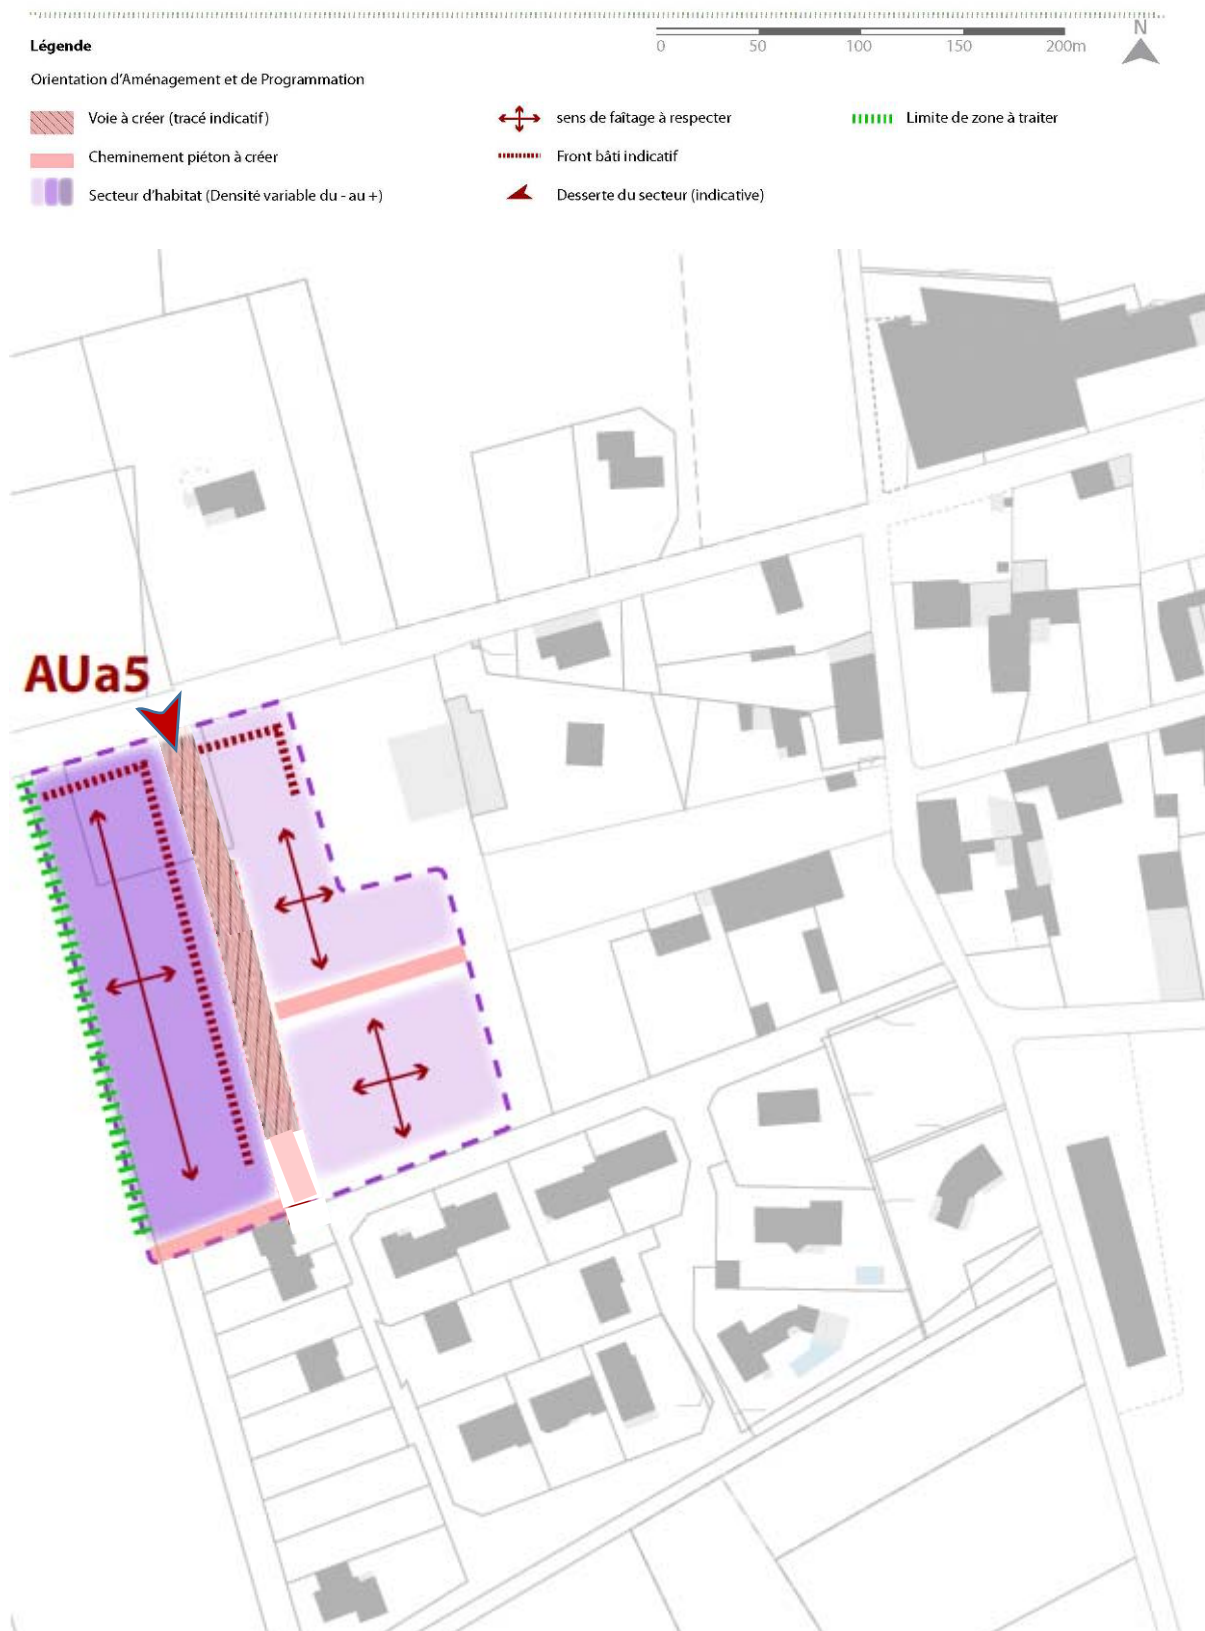 Légende
0 50 100 150 200m
N
Orientation d'Aménagement et de Programmation
Voie à créer (tracé indicatif)
sens de faîtage à respecter
Limite de zone à traiter
Cheminement piéton à créer
Front bâti indicatif
Secteur d'habitat (Densité variable du - au +)
Desserte du secteur (indicative)
AUa5